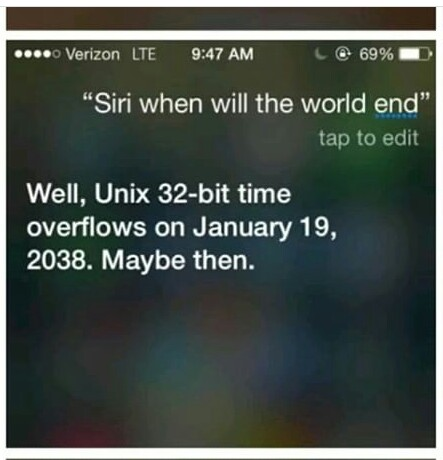 Verizon LTE 9:47 AM 69%
“Siri when will the world end”
tap to edit
Well, Unix 32-bit time
overflows on January 19,
2038. Maybe then.